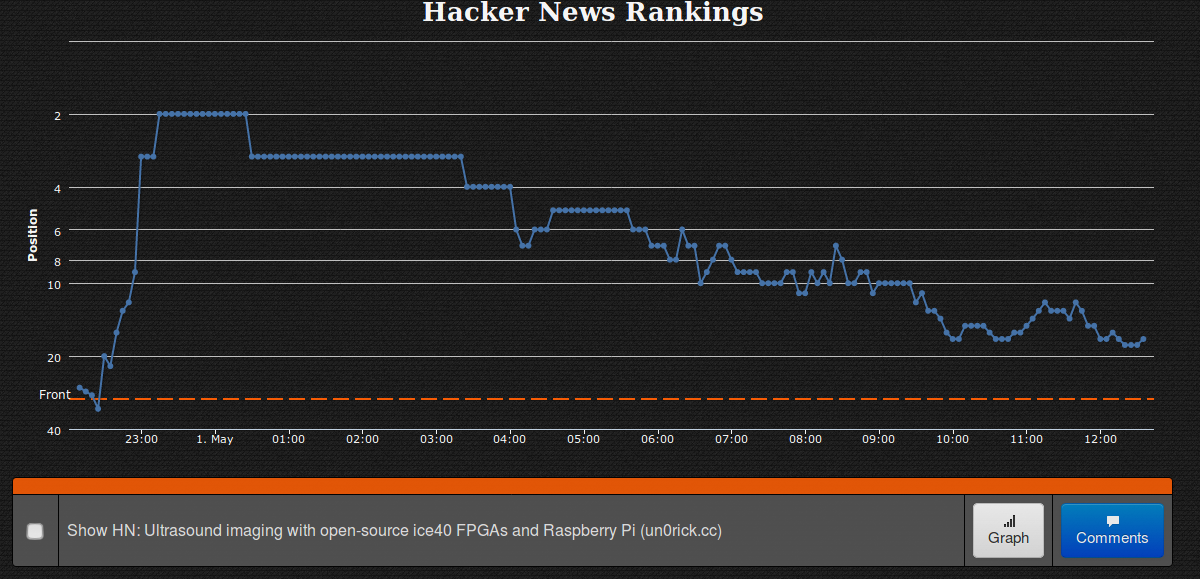 Hacker News Rankings
Position
2
4
6
8
10
20
Front
40
23:00 1. May 01:00 02:00 03:00 04:00 05:00 06:00 07:00 08:00 09:00 10:00 11:00 12:00
Show HN: Ultrasound imaging with open-source ice40 FPGAs and Raspberry Pi (un0rick.cc)
Graph
Comments